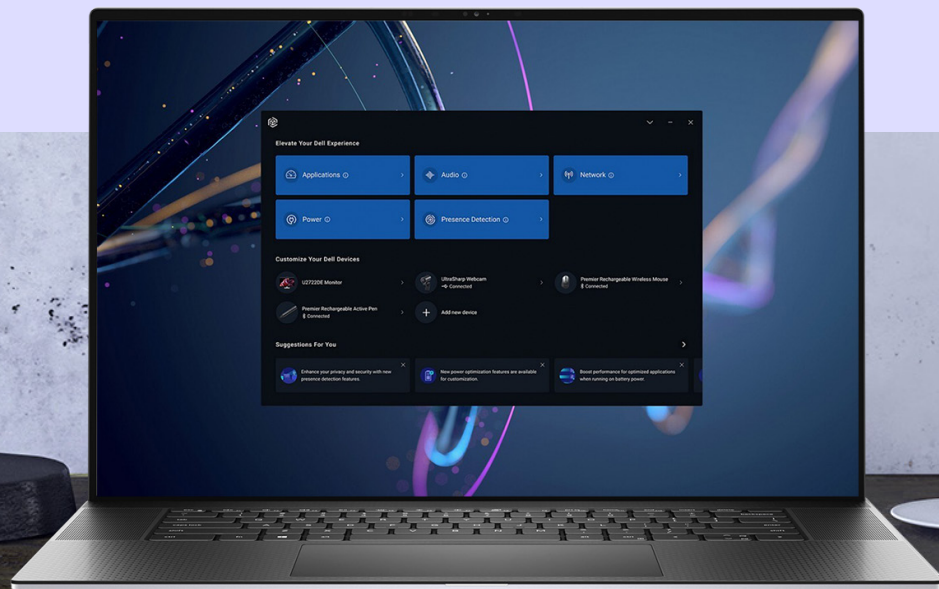 Elevate Your Dell Experience
Applications
Audio
Network
Power
Presence Detection
Customize Your Dell Devices
U2722DE Monitor
UltraSharp Webcam
Connected
Premier Rechargeable Wireless Mouse
Connected
Premier Rechargeable Active Pen
Connected
Add new device
Suggestions For You
Enhance your privacy and security with new
presence detection features.
New power optimization features are available
for customization.
Boost performance for optimized applications
when running on battery power.